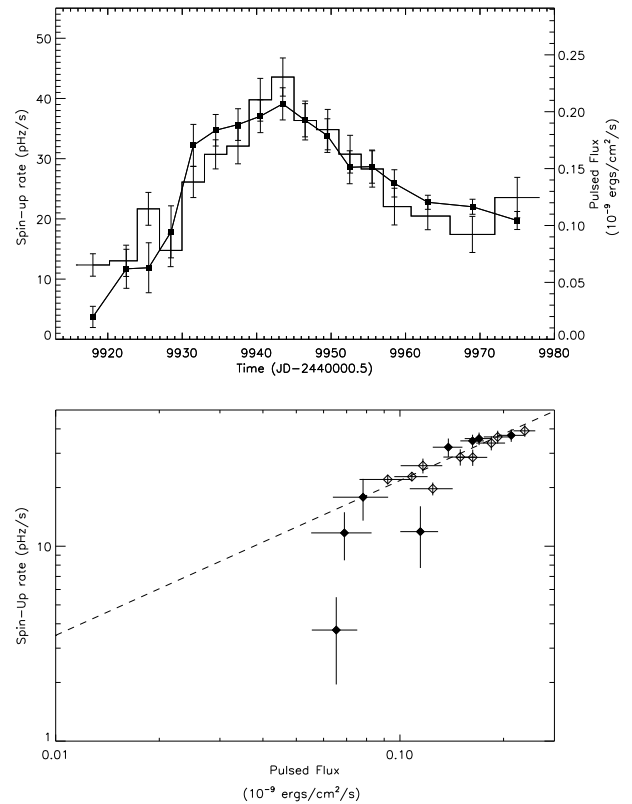 Spin-up rate (pHz/s)
50
40
30
20
10
0
0.25
0.20
0.15
0.10
0.05
0.00
Pulsed Flux
(10-9 ergs/cm2/s)
9920 9930 9940 9950 9960 9970 9980
Time (JD-2440000.5)
Spin-Up rate (pHz/s)
10
1
0.01 0.10
Pulsed Flux
(10-9 ergs/cm2/s)